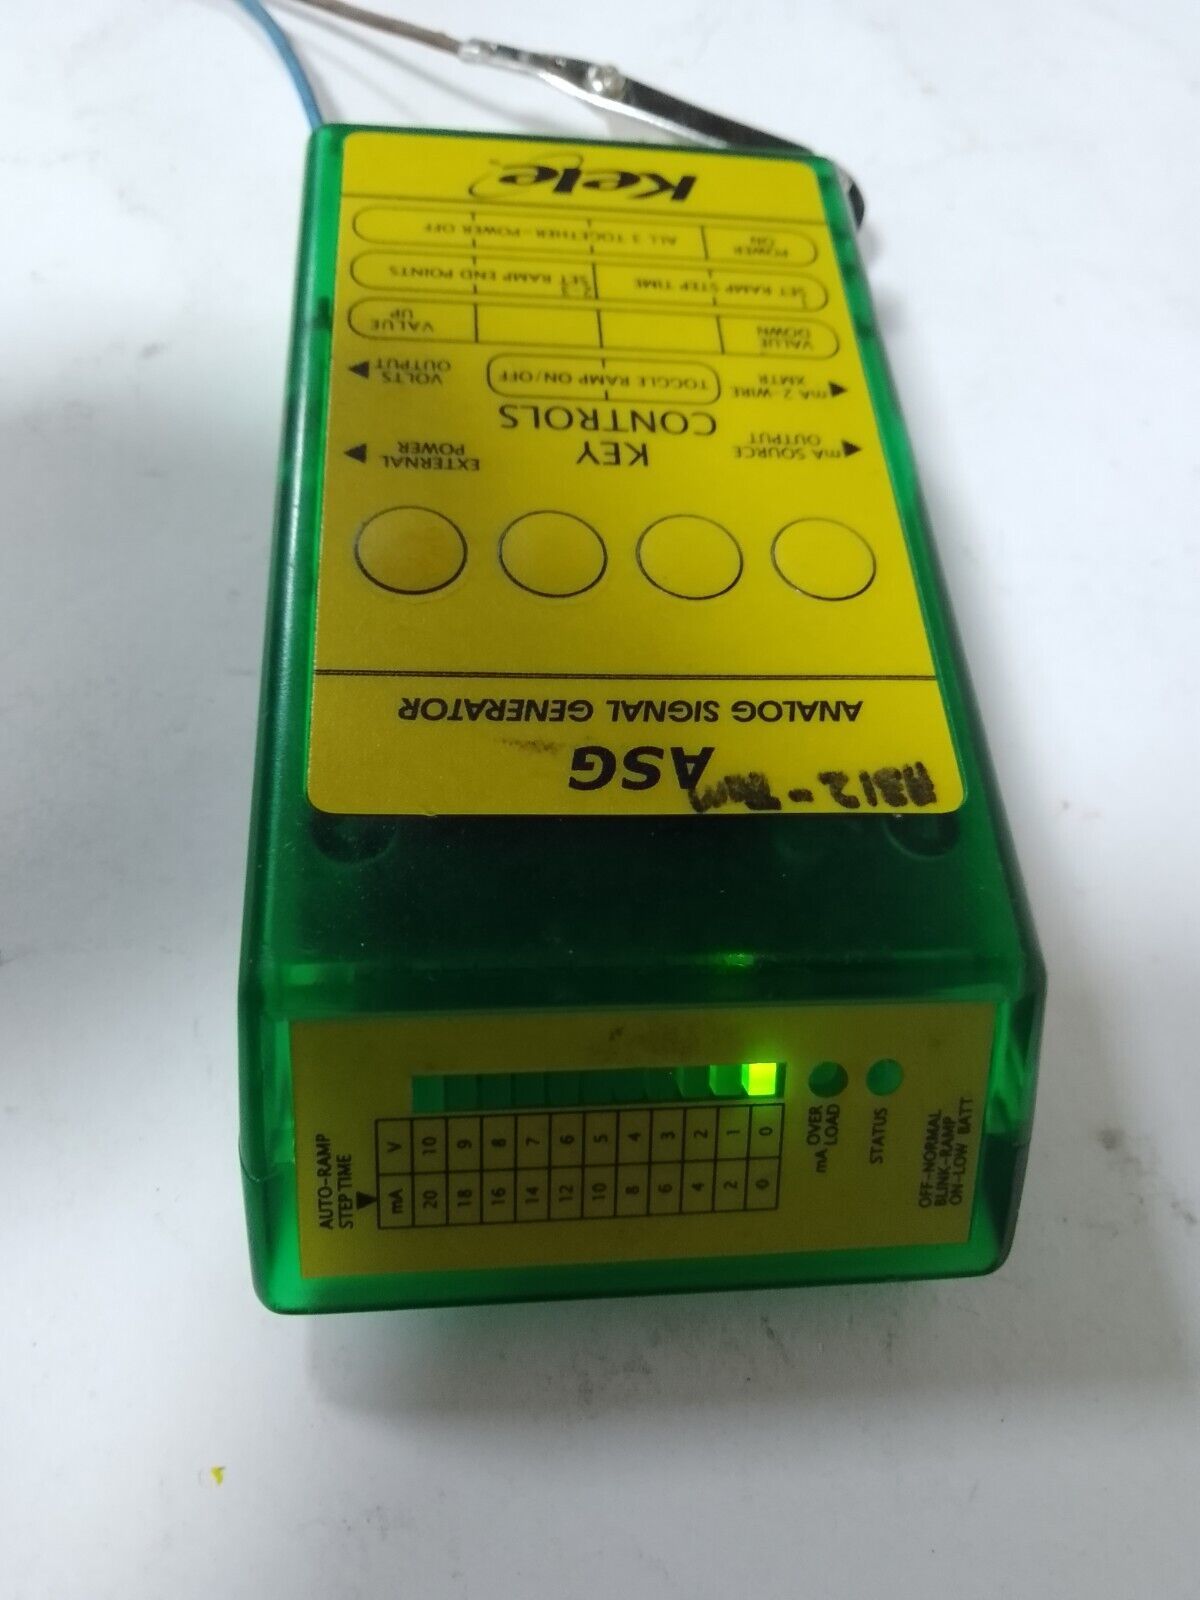 Kele
POWER ON
ALL 3 TOGETHER-POWER OFF
SET RAMP STEP TIME
SET RAMP END POINTS
VALUE DOWN
VALUE UP
mA 2-WIRE XMTR
TOGGLE RAMP ON/OFF
VOLTS OUTPUT
mA SOURCE OUTPUT
KEY CONTROLS
EXTERNAL POWER
ANALOG SIGNAL GENERATOR
ASG
AUTO-RAMP STEP TIME
mA 20 18 16 14 12 10 8 6 4 2 0
V 10 9 8 7 6 5 4 3 2 1 0
mA OVER LOAD
STATUS
OFF-NORMAL
BLINK-RAMP
ON-LOW BATT